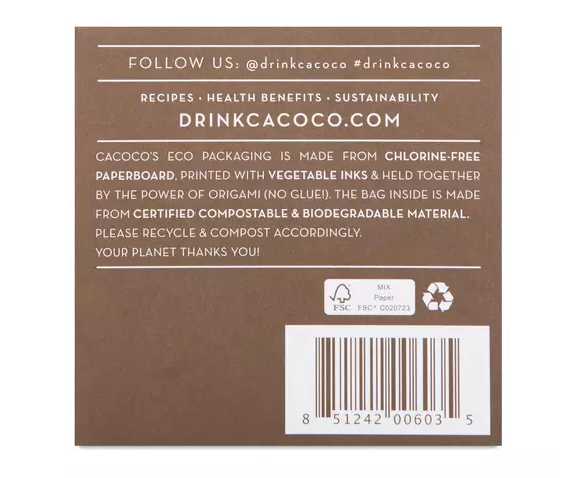 FOLLOW US: @drinkcacoco #drinkcacoco
RECIPES • HEALTH BENEFITS • SUSTAINABILITY
DRINKCACOCO.COM
CACOCO'S ECO PACKAGING IS MADE FROM CHLORINE-FREE
PAPERBOARD, PRINTED WITH VEGETABLE INKS & HELD TOGETHER
BY THE POWER OF ORIGAMI (NO GLUE!). THE BAG INSIDE IS MADE
FROM CERTIFIED COMPOSTABLE & BIODEGRADABLE MATERIAL.
PLEASE RECYCLE & COMPOST ACCORDINGLY.
YOUR PLANET THANKS YOU!
MIX
Paper
FSC FSC® C020723
8 51242 00603 5